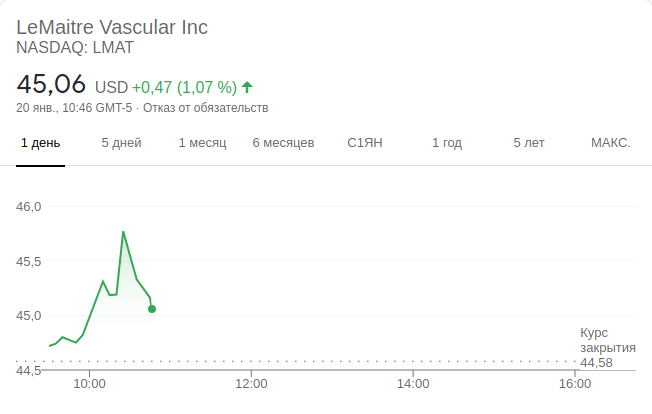 LeMaitre Vascular Inc
NASDAQ: LMAT
45,06 USD +0,47 (1,07 %)
20 янв., 10:46 GMT-5 · Отказ от обязательств
1 день 5 дней 1 месяц 6 месяцев С1ЯН 1 год 5 лет МАКС.
46,0
45,5
45,0
Курс
закрытия
44,58
44,5
10:00 12:00 14:00 16:00